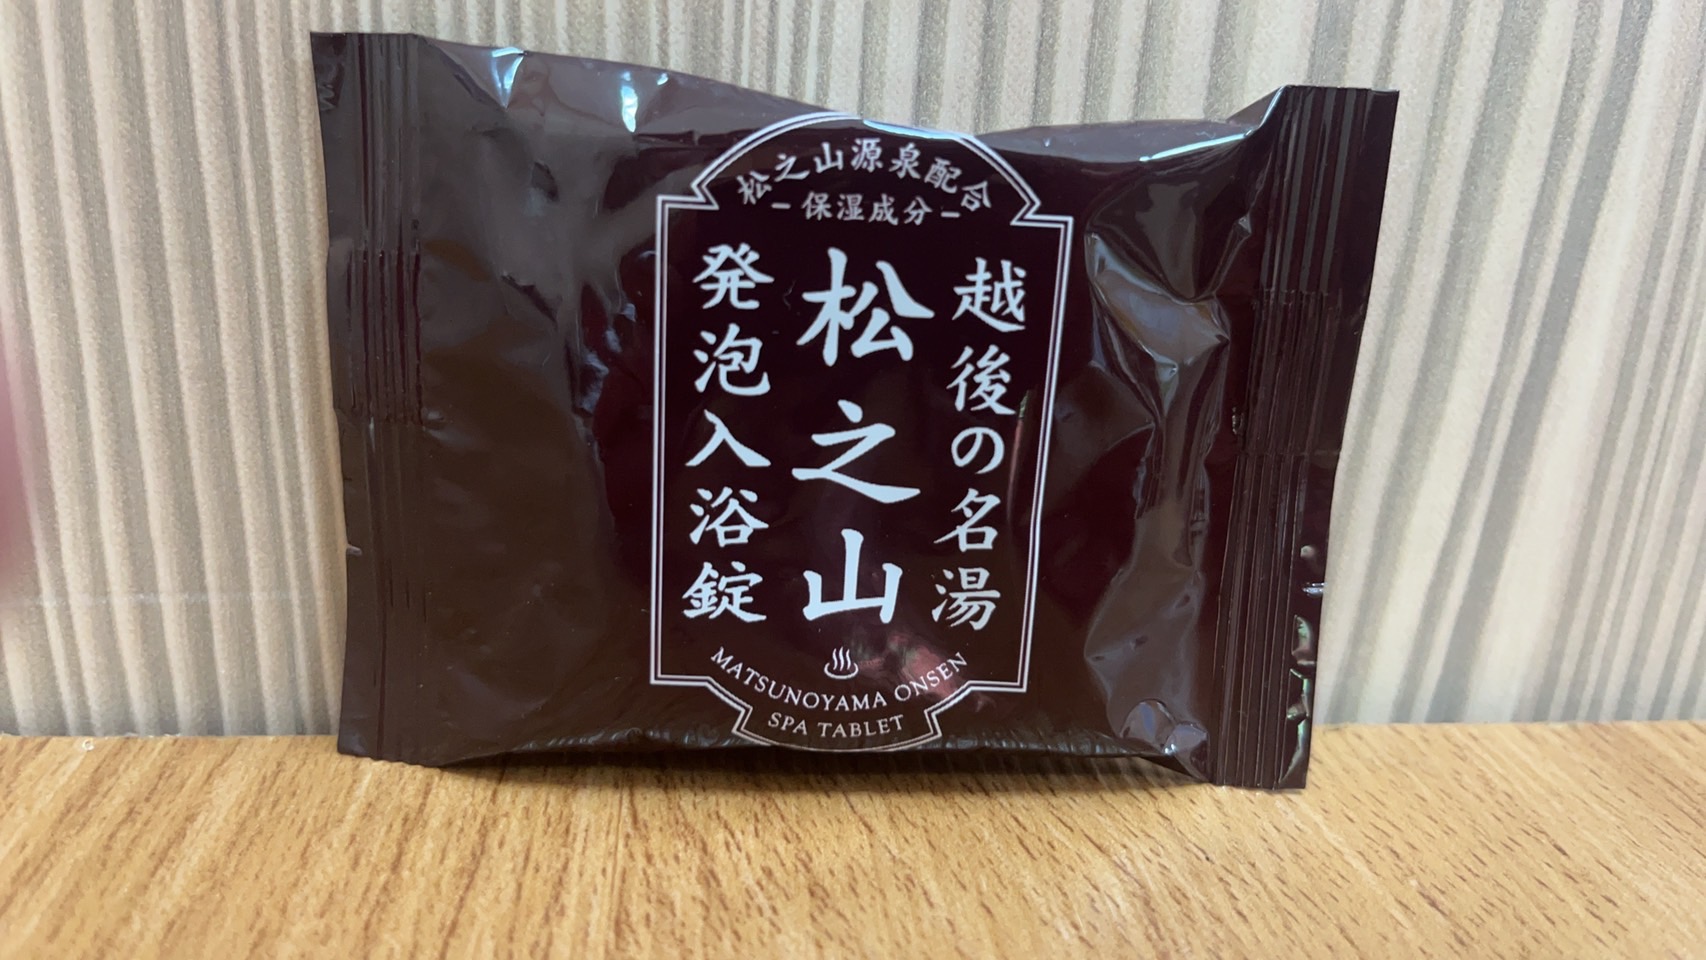 松之山源泉配合
-保湿成分-
越後の名湯
松之山
発泡入浴錠
MATSUNOYAMA ONSEN
SPA TABLET